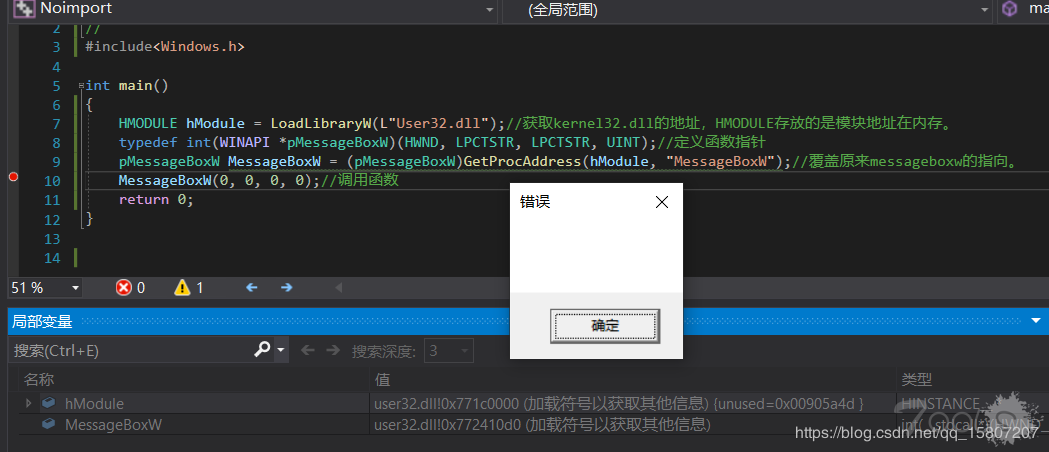 Noimport
(全局范围)
ma
2 //
3 #include<Windows.h>
4
5 int main()
6 {
7 HMODULE hModule = LoadLibraryW(L"User32.dll");//获取kernel32.dll的地址，HMODULE存放的是模块地址在内存。
8 typedef int(WINAPI *pMessageBoxW)(HWND, LPCTSTR, LPCTSTR, UINT);//定义函数指针
9 pMessageBoxW MessageBoxW = (pMessageBoxW)GetProcAddress(hModule, "MessageBoxW");//覆盖原来messageboxw的指向。
10 MessageBoxW(0, 0, 0, 0);//调用函数
11 return 0;
12 }
13
14
错误
确定
51 % 0 1
局部变量
搜索(Ctrl+E) 搜索深度: 3
名称 值 类型
hModule user32.dll!0x771c0000 (加载符号以获取其他信息) {unused=0x00905a4d } HINSTANCE
MessageBoxW user32.dll!0x772410d0 (加载符号以获取其他信息)
https://blog.csdn.net/qq_15807207